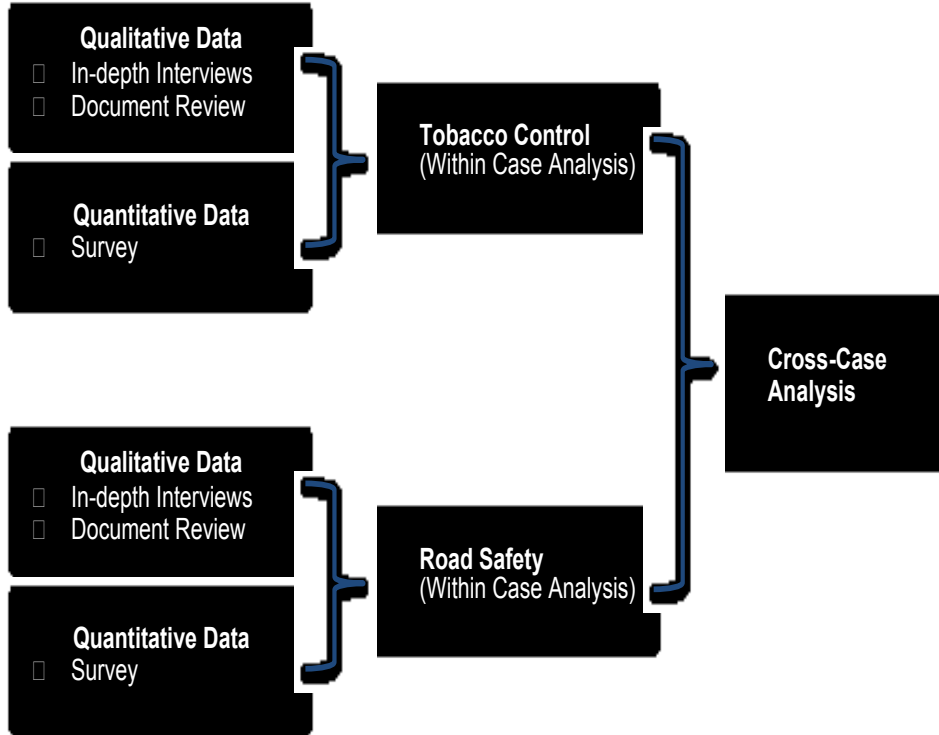 Qualitative Data
In-depth Interviews
Document Review
Quantitative Data
Survey
Tobacco Control
(Within Case Analysis)
Qualitative Data
In-depth Interviews
Document Review
Quantitative Data
Survey
Road Safety
(Within Case Analysis)
Cross-Case
Analysis